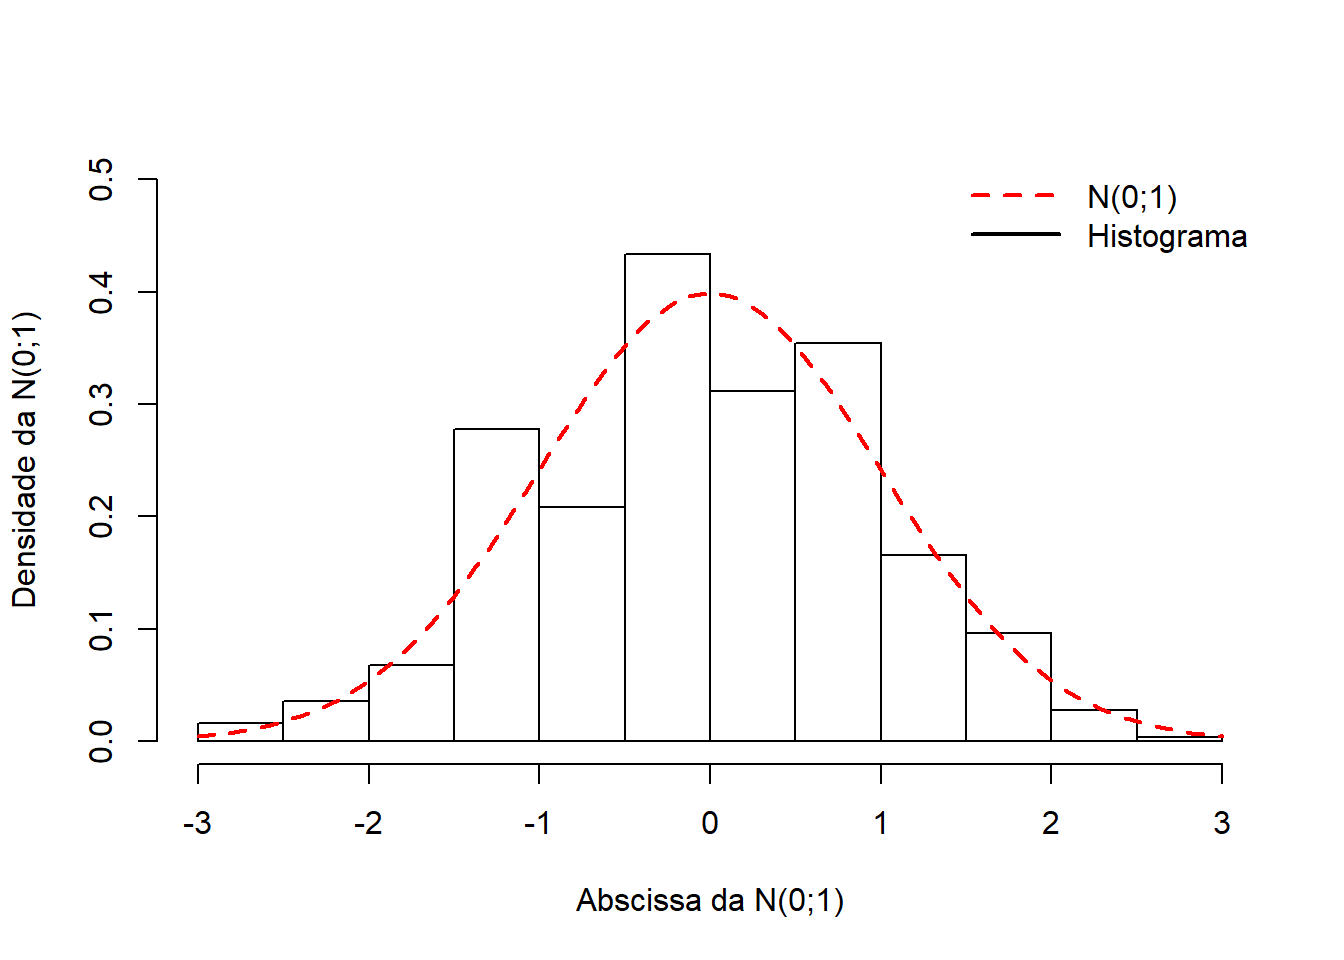 N(0;1)
Histograma
Densidade da N(0;1)
0.5
0.4
0.3
0.2
0.1
0.0
-3 -2 -1 0 1 2 3
Abscissa da N(0;1)